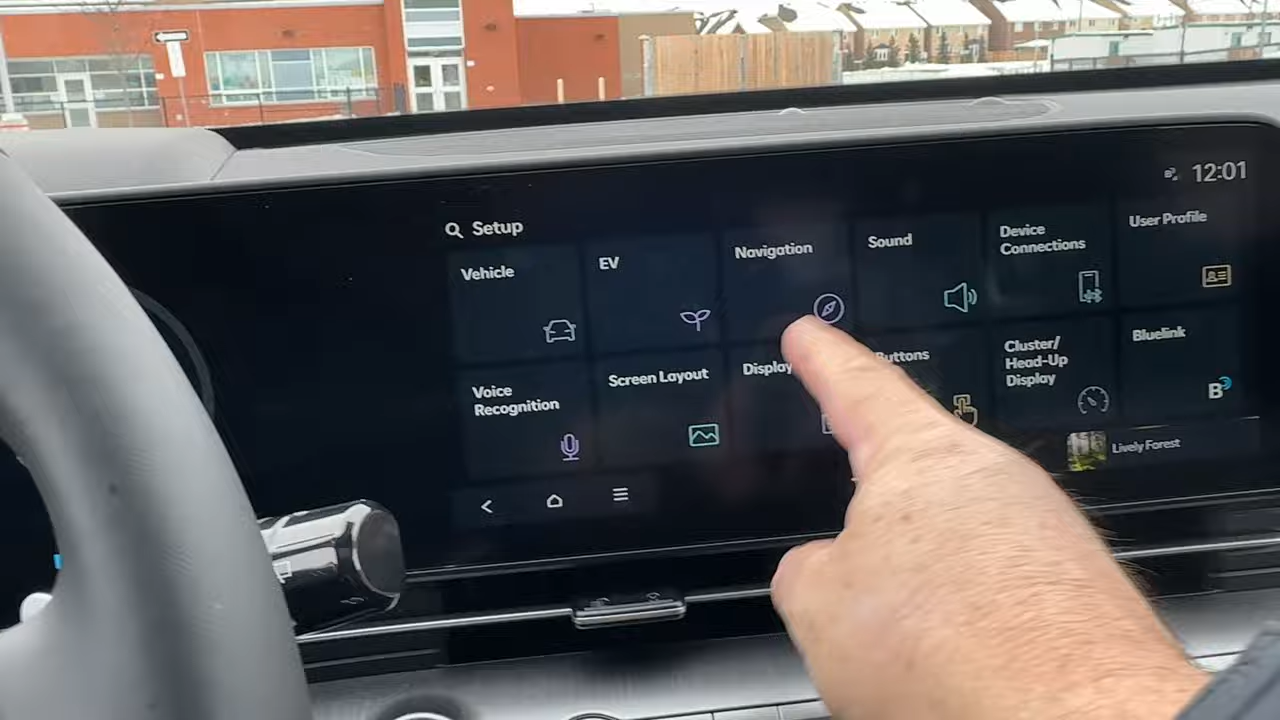 12:01
Setup
Vehicle
EV
Navigation
Sound
Device
Connections
User Profile
Voice
Recognition
Screen Layout
Display
Buttons
Cluster/
Head-Up
Display
Bluelink
B
Lively Forest